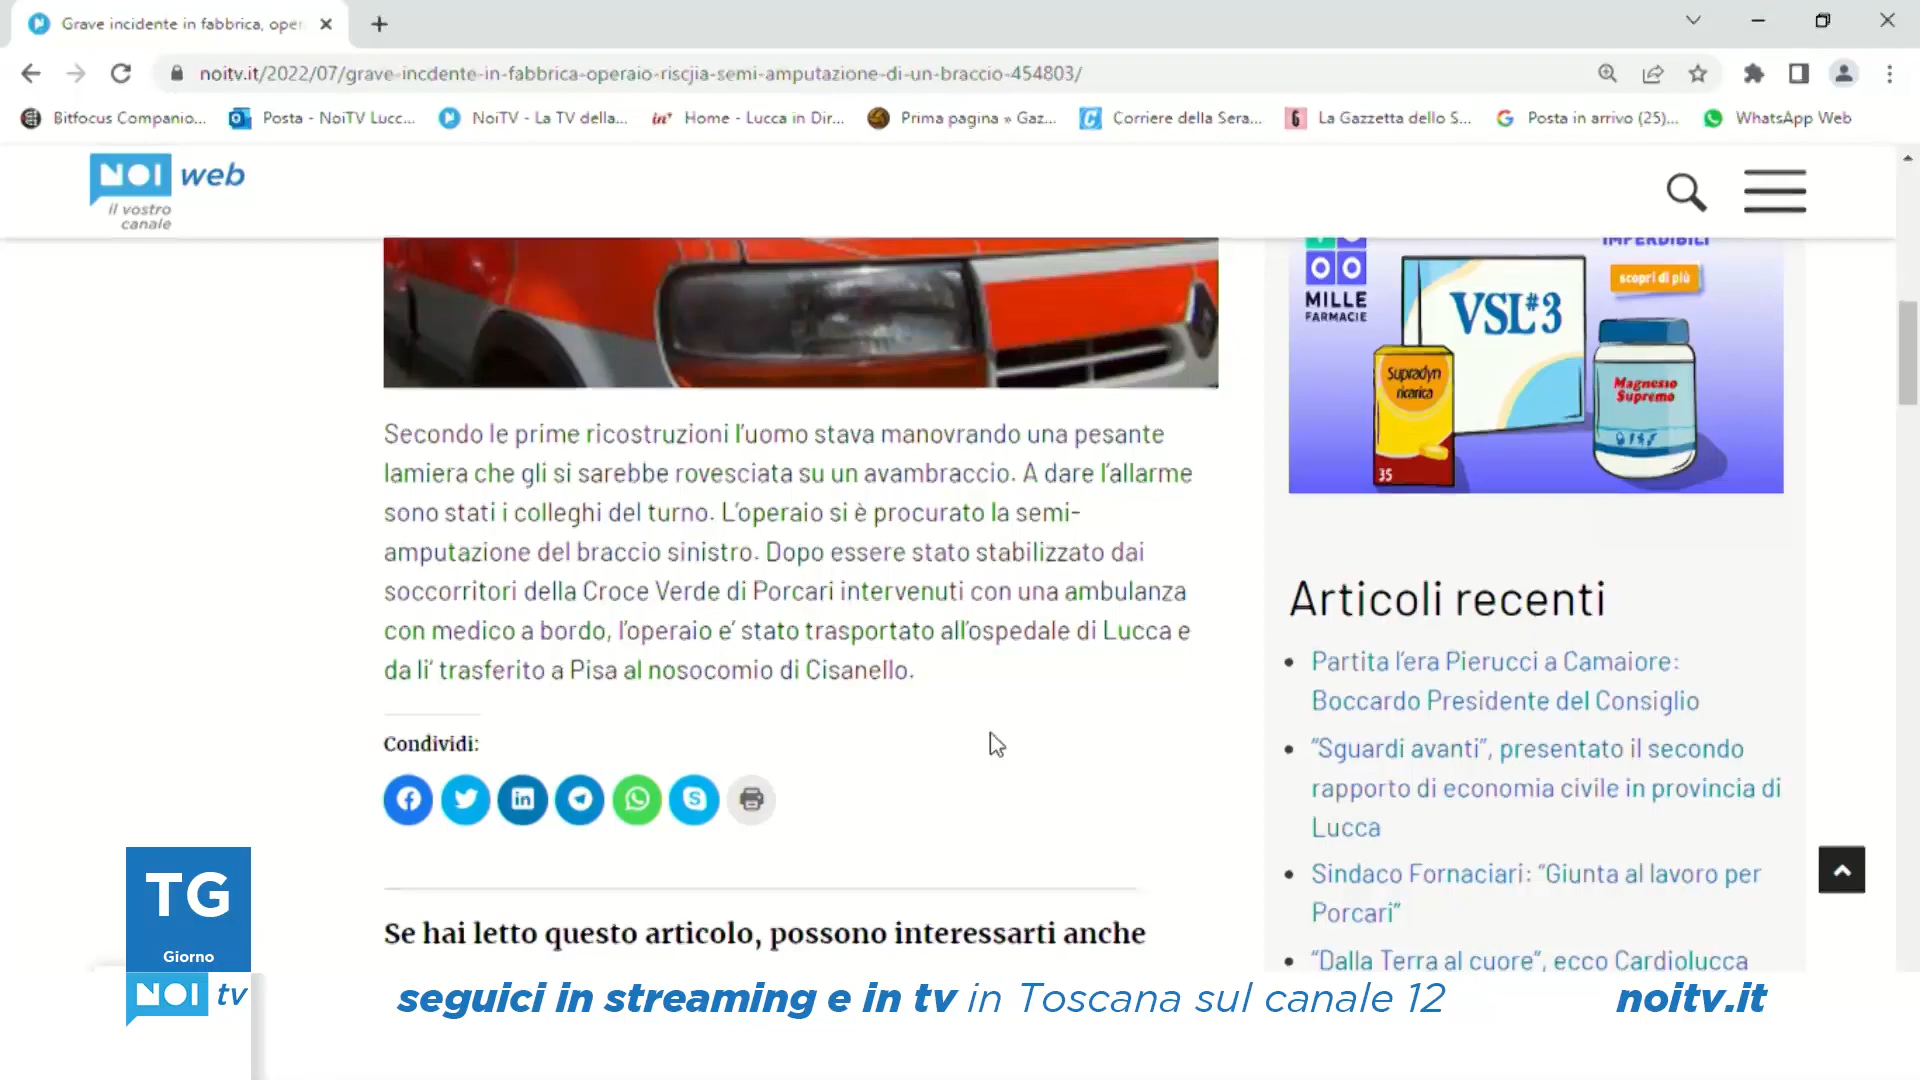 Grave incidente in fabbrica, oper
noitv.it/2022/07/grave-incdente-in-fabbrica-operaio-riscjia-semi-amputazione-di-un-braccio-454803/
Bitfocus Companio... Posta - NoiTV Lucc... NoiTV - La TV della... in+ Home - Lucca in Dir... Prima pagina » Gaz... Corriere della Sera... La Gazzetta dello S... Posta in arrivo (25)... WhatsApp Web
NOI web
il vostro
canale
Secondo le prime ricostruzioni l'uomo stava manovrando una pesante
lamiera che gli si sarebbe rovesciata su un avambraccio. A dare l'allarme
sono stati i colleghi del turno. L'operaio si è procurato la semi-
amputazione del braccio sinistro. Dopo essere stato stabilizzato dai
soccorritori della Croce Verde di Porcari intervenuti con una ambulanza
con medico a bordo, l'operaio e' stato trasportato all'ospedale di Lucca e
da li' trasferito a Pisa al nosocomio di Cisanello.
Condividi:
Se hai letto questo articolo, possono interessarti anche
IMPERDIBILI
scopri di più
MILLE
FARMACIE
VSL#3
Supradyn
ricarica
35
Magnesio
Supremo
Articoli recenti
Partita l'era Pierucci a Camaiore:
Boccardo Presidente del Consiglio
"Sguardi avanti", presentato il secondo
rapporto di economia civile in provincia di
Lucca
Sindaco Fornaciari: "Giunta al lavoro per
Porcari"
"Dalla Terra al cuore", ecco Cardiolucca
TG
Giorno
NOI tv
seguici in streaming e in tv in Toscana sul canale 12
noitv.it